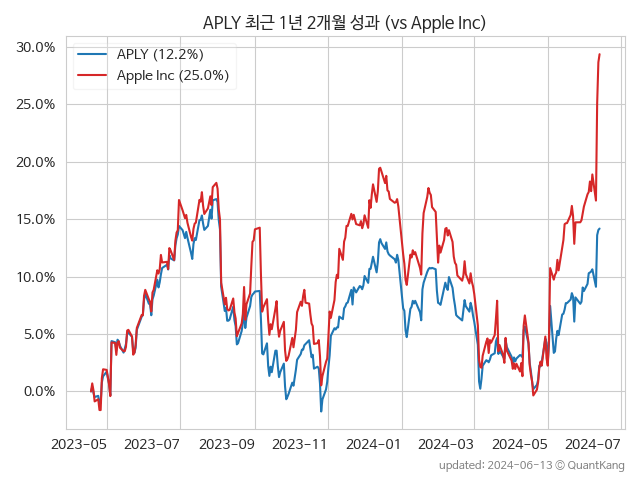 APLY 최근 1년 2개월 성과 (vs Apple Inc)
30.0%
25.0%
20.0%
15.0%
10.0%
5.0%
0.0%
APLY (12.2%)
Apple Inc (25.0%)
2023-05 2023-07 2023-09 2023-11 2024-01 2024-03 2024-05 2024-07
updated: 2024-06-13 © QuantKang